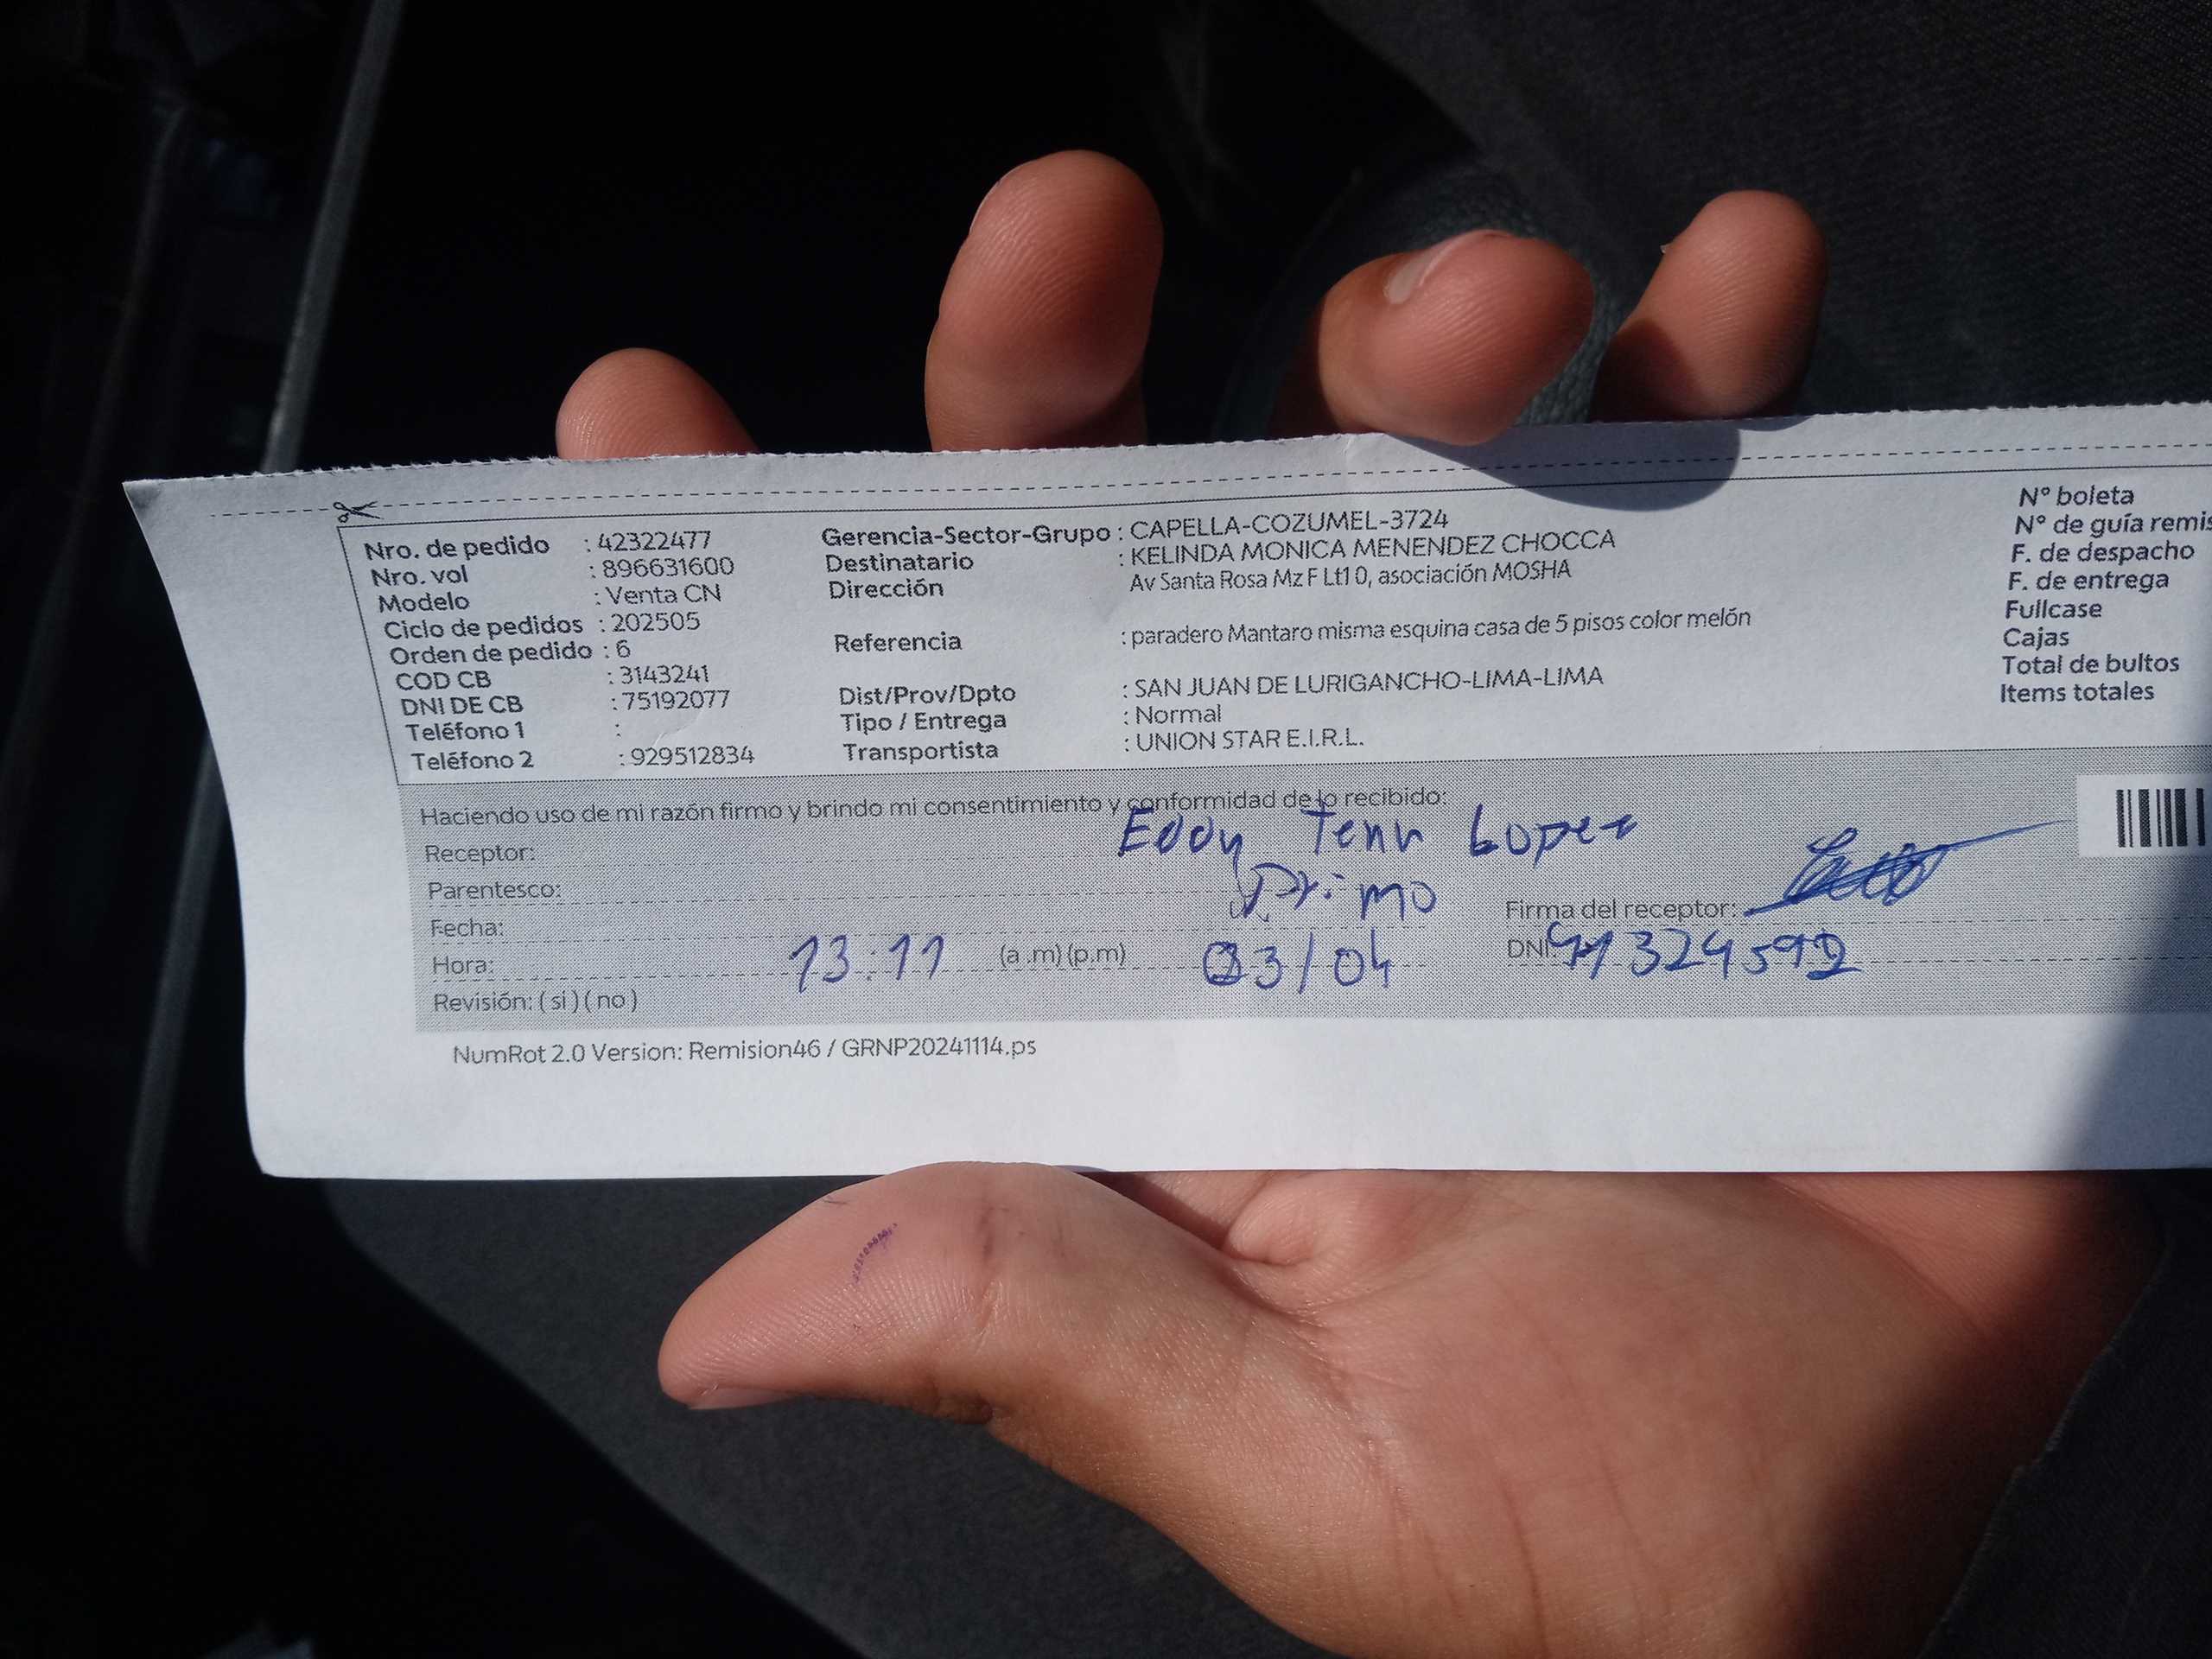 Nro. de pedido : 42322477
Nro. vol : 896631600
Modelo : Venta CN
Ciclo de pedidos : 202505
Orden de pedido : 6
COD CB : 3143241
DNI DE CB : 75192077
Teléfono 1 :
Teléfono 2 : 929512834
Gerencia-Sector-Grupo : CAPELLA-COZUMEL-3724
Destinatario : KELINDA MONICA MENENDEZ CHOCCA
Dirección Av Santa Rosa Mz F Lt1 0, asociación MOSHA
Referencia : paradero Mantaro misma esquina casa de 5 pisos color melón
Dist/Prov/Dpto : SAN JUAN DE LURIGANCHO-LIMA-LIMA
Tipo / Entrega : Normal
Transportista : UNION STAR E.I.R.L.
N° boleta
N° de guía remis
F. de despacho
F. de entrega
Fullcase
Cajas
Total de bultos
Items totales
Haciendo uso de mi razón firmo y brindo mi consentimiento y conformidad de lo recibido:
Receptor: Eddy Lopez
Parentesco: Primo
Firma del receptor:
Fecha:
Hora: 13:11 (a.m) (p.m) 03/04
DNI: 324592
Revisión: ( si ) ( no )
NumRot 2.0 Version: Remision46 / GRNP20241114.ps